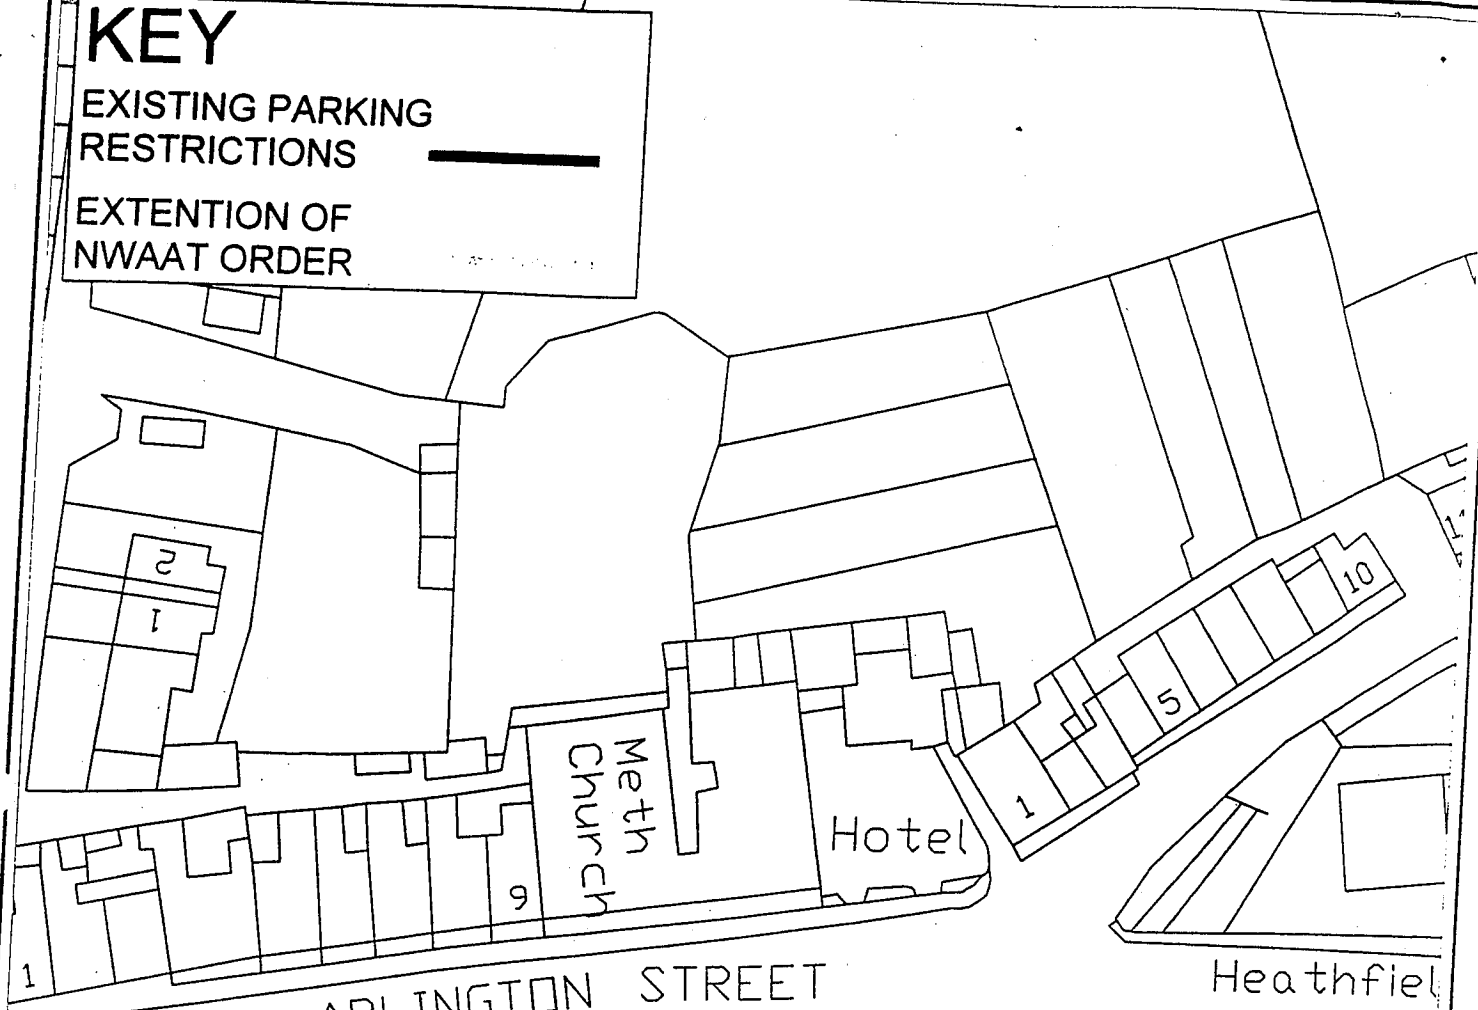 KEY
EXISTING PARKING
RESTRICTIONS
EXTENTION OF
NWAAT ORDER
2
1
10
5
1
Meth
Church
Hotel
9
1
ARLINGTON STREET
Heathfiel